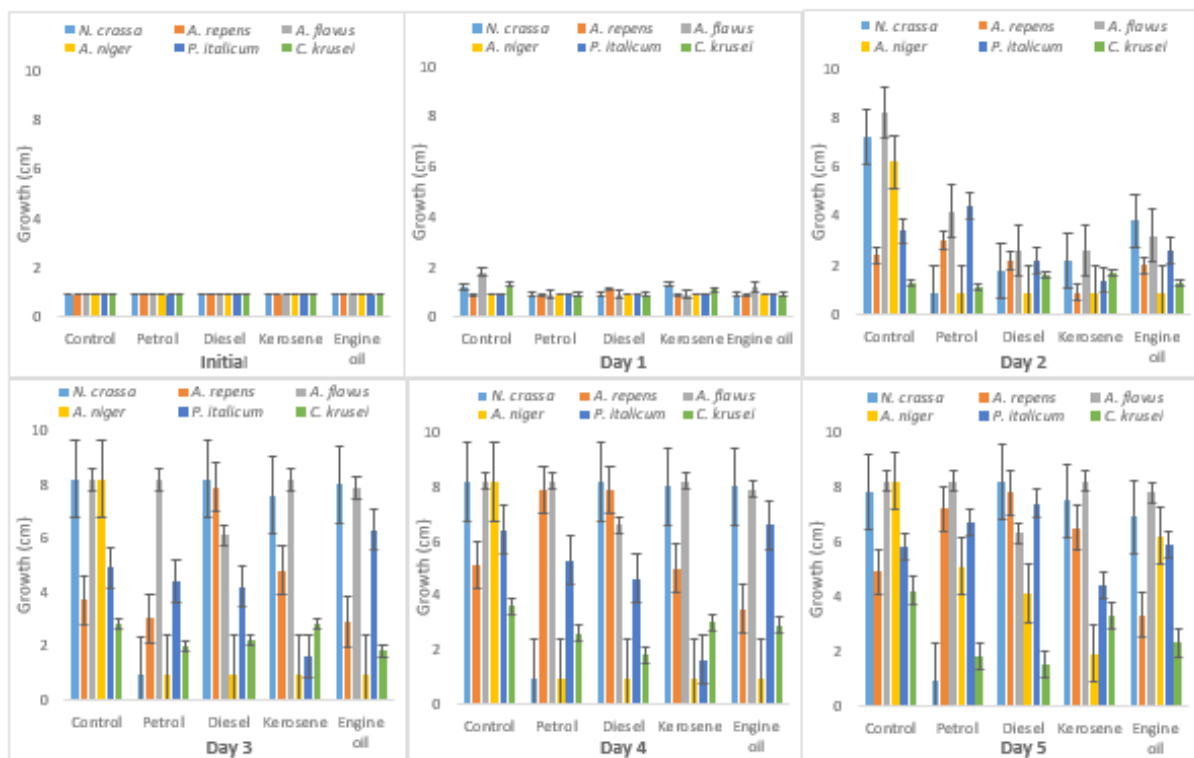 N. crassa A. repens A. flavus
A. niger P. italicum C. krusei
10
8
6
4
2
0
Growth (cm)
Control Petrol Diesel Kerosene Engine oil
Initial
N. crassa A. repens A. flavus
A. niger P. italicum C. krusei
10
8
6
4
2
0
Growth (cm)
Control Petrol Diesel Kerosene Engine oil
Day 1
N. crassa A. repens A. flavus
A. niger P. italicum C. krusei
10
8
6
4
2
0
Growth (cm)
Control Petrol Diesel Kerosene Engine oil
Day 2
N. crassa A. repens A. flavus
A. niger P. italicum C. krusei
10
8
6
4
2
0
Growth (cm)
Control Petrol Diesel Kerosene Engine oil
Day 3
N. crassa A. repens A. flavus
A. niger P. italicum C. krusei
10
8
6
4
2
0
Growth (cm)
Control Petrol Diesel Kerosene Engine oil
Day 4
N. crassa A. repens A. flavus
A. niger P. italicum C. krusei
10
8
6
4
2
0
Growth (cm)
Control Petrol Diesel Kerosene Engine oil
Day 5